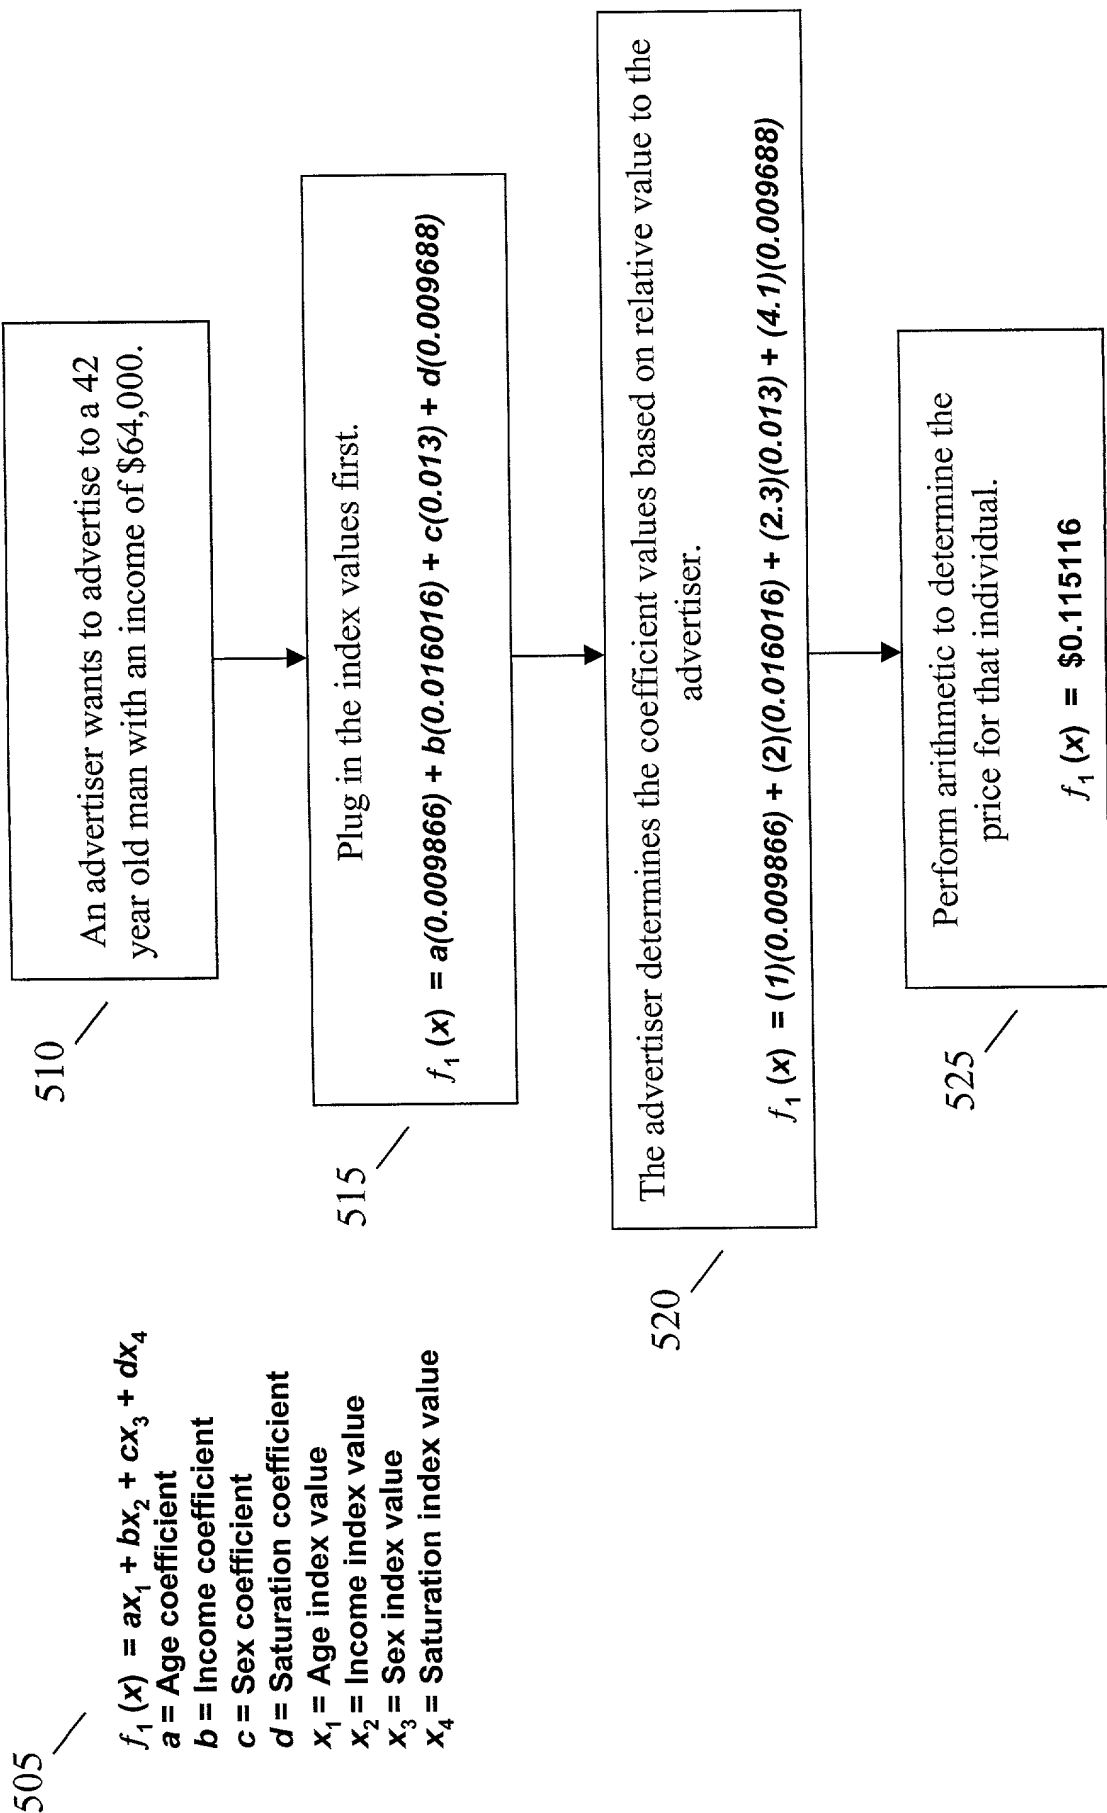 505
f₁ (x) = ax₁ + bx₂ + cx₃ + dx₄
a = Age coefficient
b = Income coefficient
c = Sex coefficient
d = Saturation coefficient
x₁ = Age index value
x₂ = Income index value
x₃ = Sex index value
x₄ = Saturation index value
510
An advertiser wants to advertise to a 42
year old man with an income of $64,000.
515
Plug in the index values first.
f₁ (x) = a(0.009866) + b(0.016016) + c(0.013) + d(0.009688)
520
The advertiser determines the coefficient values based on relative value to the
advertiser.
f₁ (x) = (1)(0.009866) + (2)(0.016016) + (2.3)(0.013) + (4.1)(0.009688)
525
Perform arithmetic to determine the
price for that individual.
f₁ (x) = $0.115116